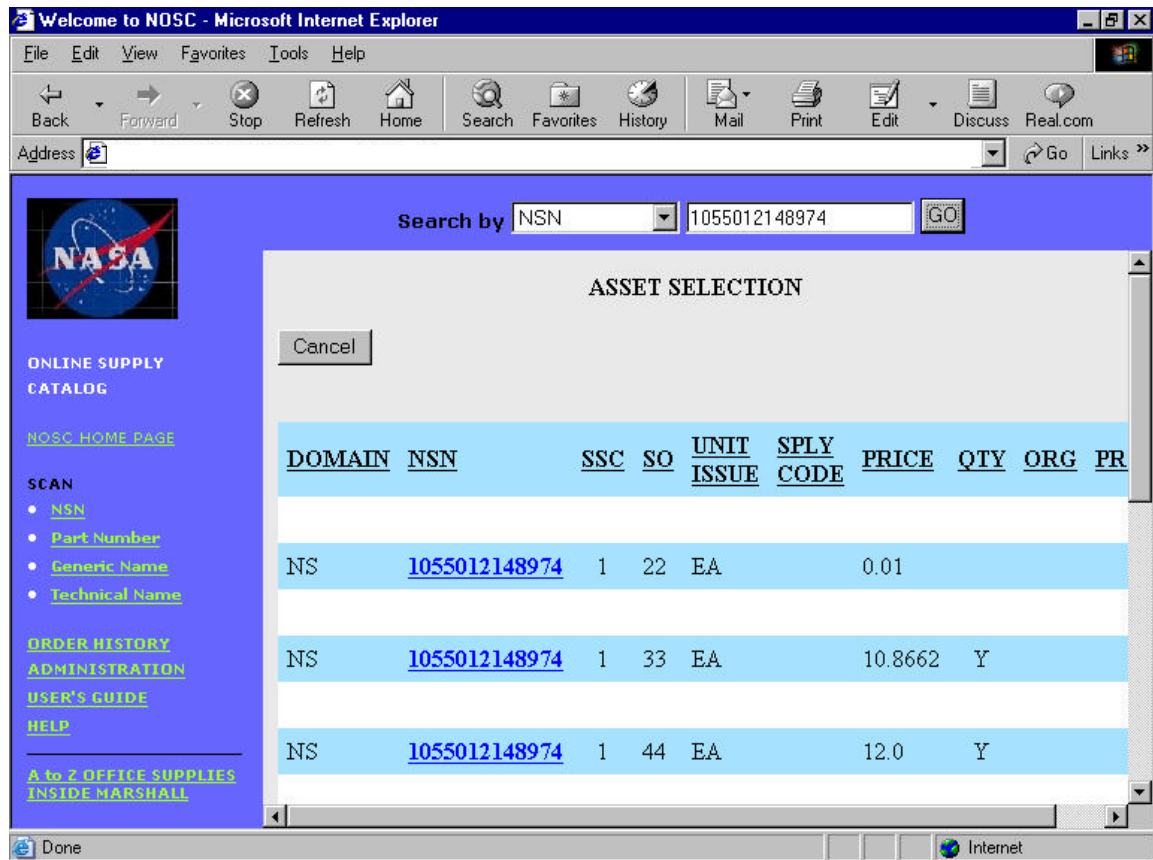 Welcome to NOSC - Microsoft Internet Explorer
File Edit View Favorites Tools Help
Back Forward Stop Refresh Home Search Favorites History Mail Print Edit Discuss Real.com
Address Go Links »
NASA
Search by NSN 1055012148974 GO
ASSET SELECTION
Cancel
ONLINE SUPPLY
CATALOG
NOSC HOME PAGE
SCAN
NSN
Part Number
Generic Name
Technical Name
ORDER HISTORY
ADMINISTRATION
USER'S GUIDE
HELP
A to Z OFFICE SUPPLIES
INSIDE MARSHALL
DOMAIN NSN SSC SO UNIT ISSUE SPLY CODE PRICE QTY ORG PR
NS 1055012148974 1 22 EA 0.01
NS 1055012148974 1 33 EA 10.8662 Y
NS 1055012148974 1 44 EA 12.0 Y
Done Internet